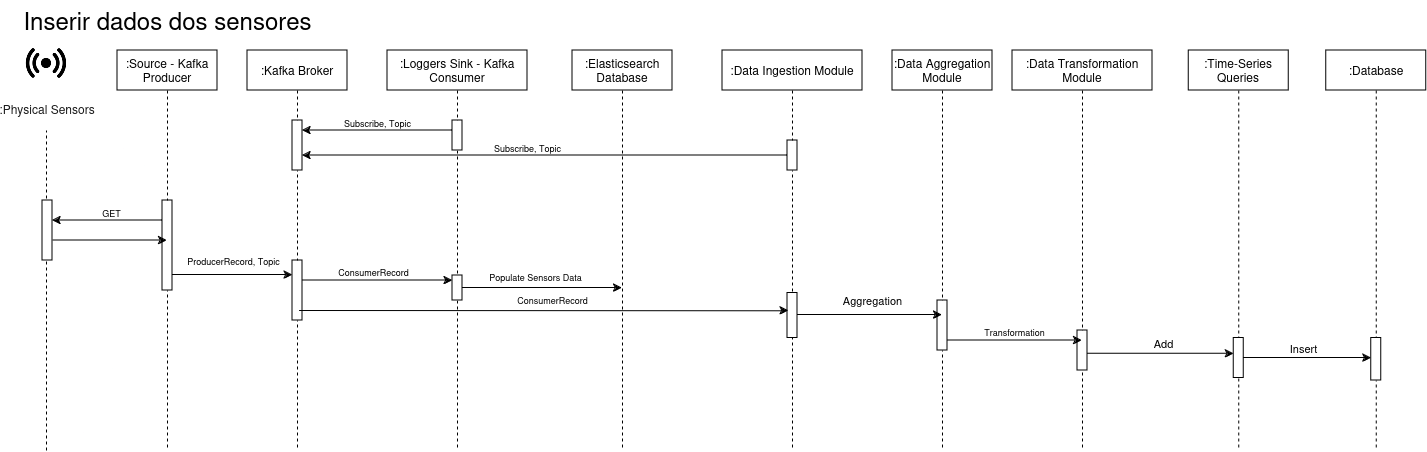 Inserir dados dos sensores
:Physical Sensors
:Source - Kafka
Producer
:Kafka Broker
:Loggers Sink - Kafka
Consumer
:Elasticsearch
Database
:Data Ingestion Module
:Data Aggregation
Module
:Data Transformation
Module
:Time-Series
Queries
:Database
Subscribe, Topic
Subscribe, Topic
GET
ProducerRecord, Topic
ConsumerRecord
Populate Sensors Data
ConsumerRecord
Aggregation
Transformation
Add
Insert